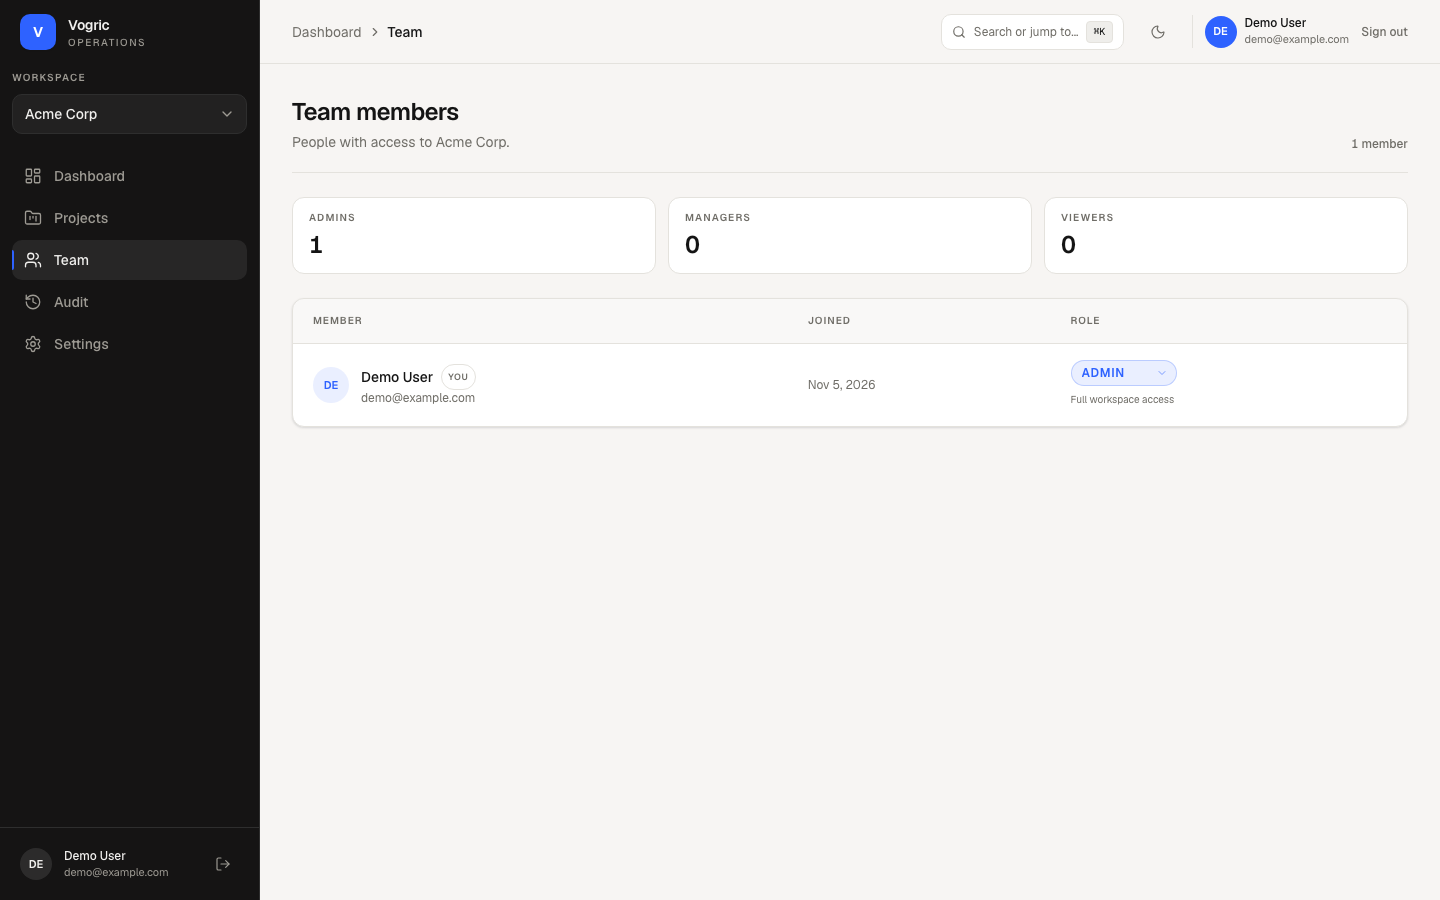 V
Vogric
OPERATIONS
WORKSPACE
Acme Corp
Dashboard
Projects
Team
Audit
Settings
DE
Demo User
demo@example.com
Dashboard > Team
Search or jump to...
⌘K
DE
Demo User
demo@example.com
Sign out
Team members
People with access to Acme Corp.
1 member
ADMINS
1
MANAGERS
0
VIEWERS
0
MEMBER JOINED ROLE
DE
Demo User YOU
demo@example.com
Nov 5, 2026
ADMIN
Full workspace access